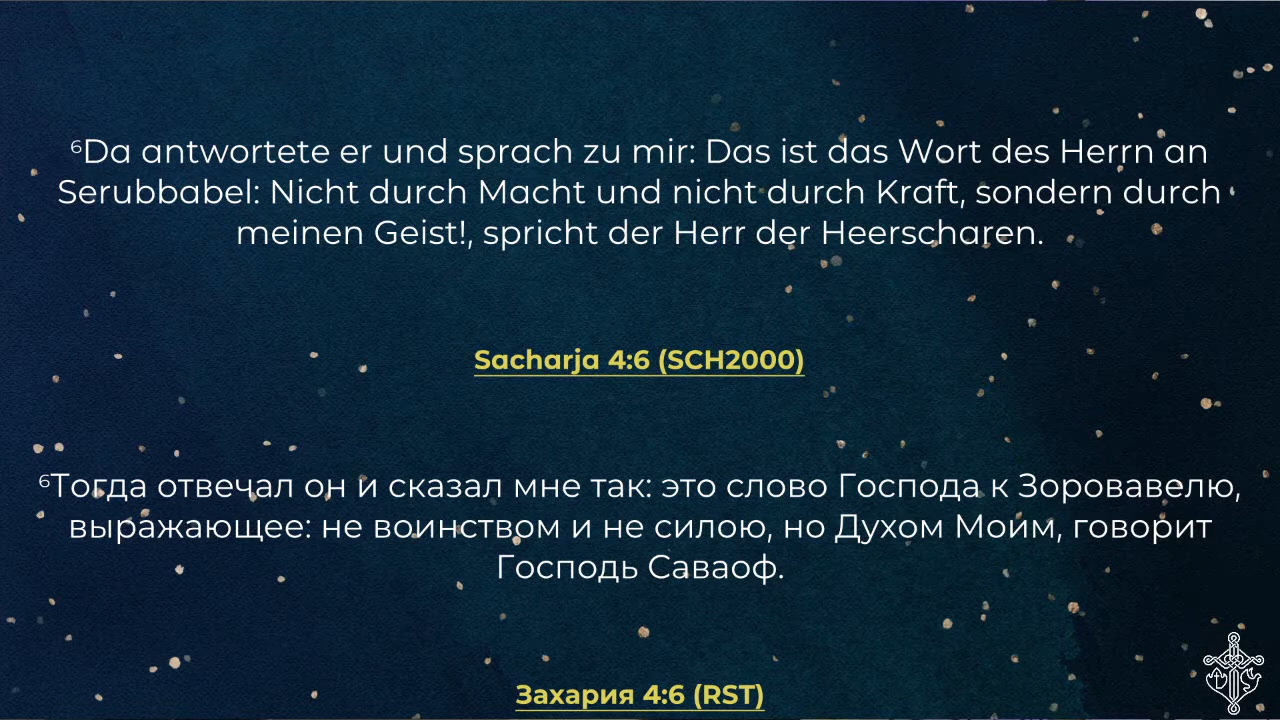 ⁶Da antwortete er und sprach zu mir: Das ist das Wort des Herrn an
Serubbabel: Nicht durch Macht und nicht durch Kraft, sondern durch
meinen Geist!, spricht der Herr der Heerscharen.
Sacharja 4:6 (SCH2000)
⁶Тогда отвечал он и сказал мне так: это слово Господа к Зоровавелю,
выражающее: не воинством и не силою, но Духом Моим, говорит
Господь Саваоф.
Захария 4:6 (RST)